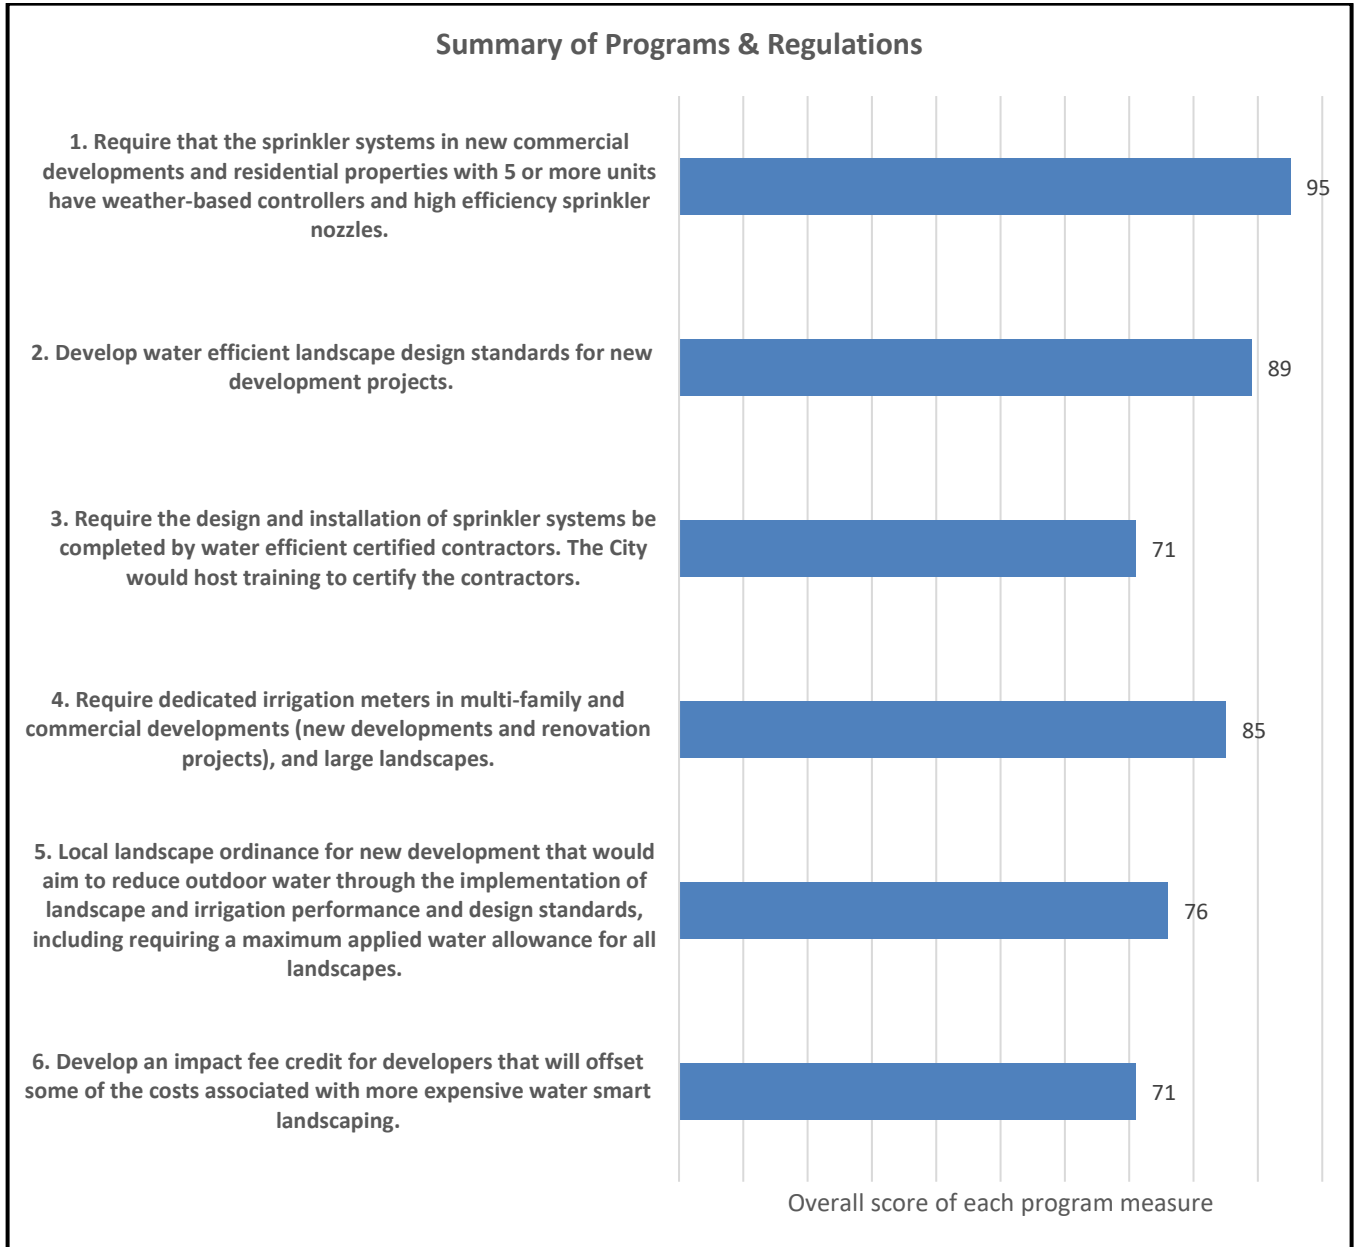 Summary of Programs & Regulations
1. Require that the sprinkler systems in new commercial
developments and residential properties with 5 or more units
have weather-based controllers and high efficiency sprinkler
nozzles.
95
2. Develop water efficient landscape design standards for new
development projects.
89
3. Require the design and installation of sprinkler systems be
completed by water efficient certified contractors. The City
would host training to certify the contractors.
71
4. Require dedicated irrigation meters in multi-family and
commercial developments (new developments and renovation
projects), and large landscapes.
85
5. Local landscape ordinance for new development that would
aim to reduce outdoor water through the implementation of
landscape and irrigation performance and design standards,
including requiring a maximum applied water allowance for all
landscapes.
76
6. Develop an impact fee credit for developers that will offset
some of the costs associated with more expensive water smart
landscaping.
71
Overall score of each program measure